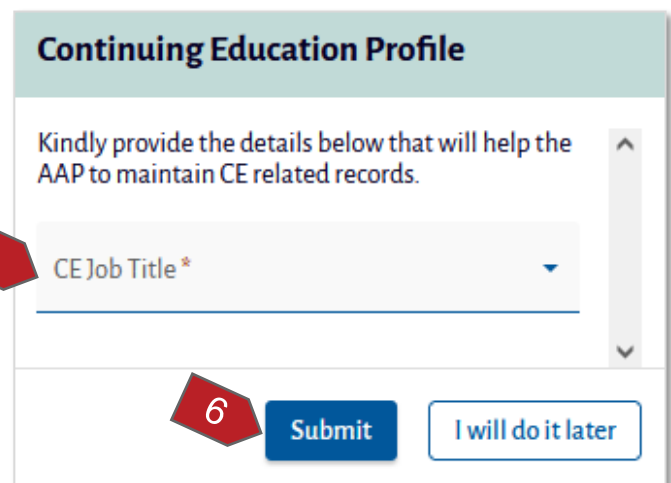 Continuing Education Profile
Kindly provide the details below that will help the
AAP to maintain CE related records.
CE Job Title*
6
Submit
I will do it later